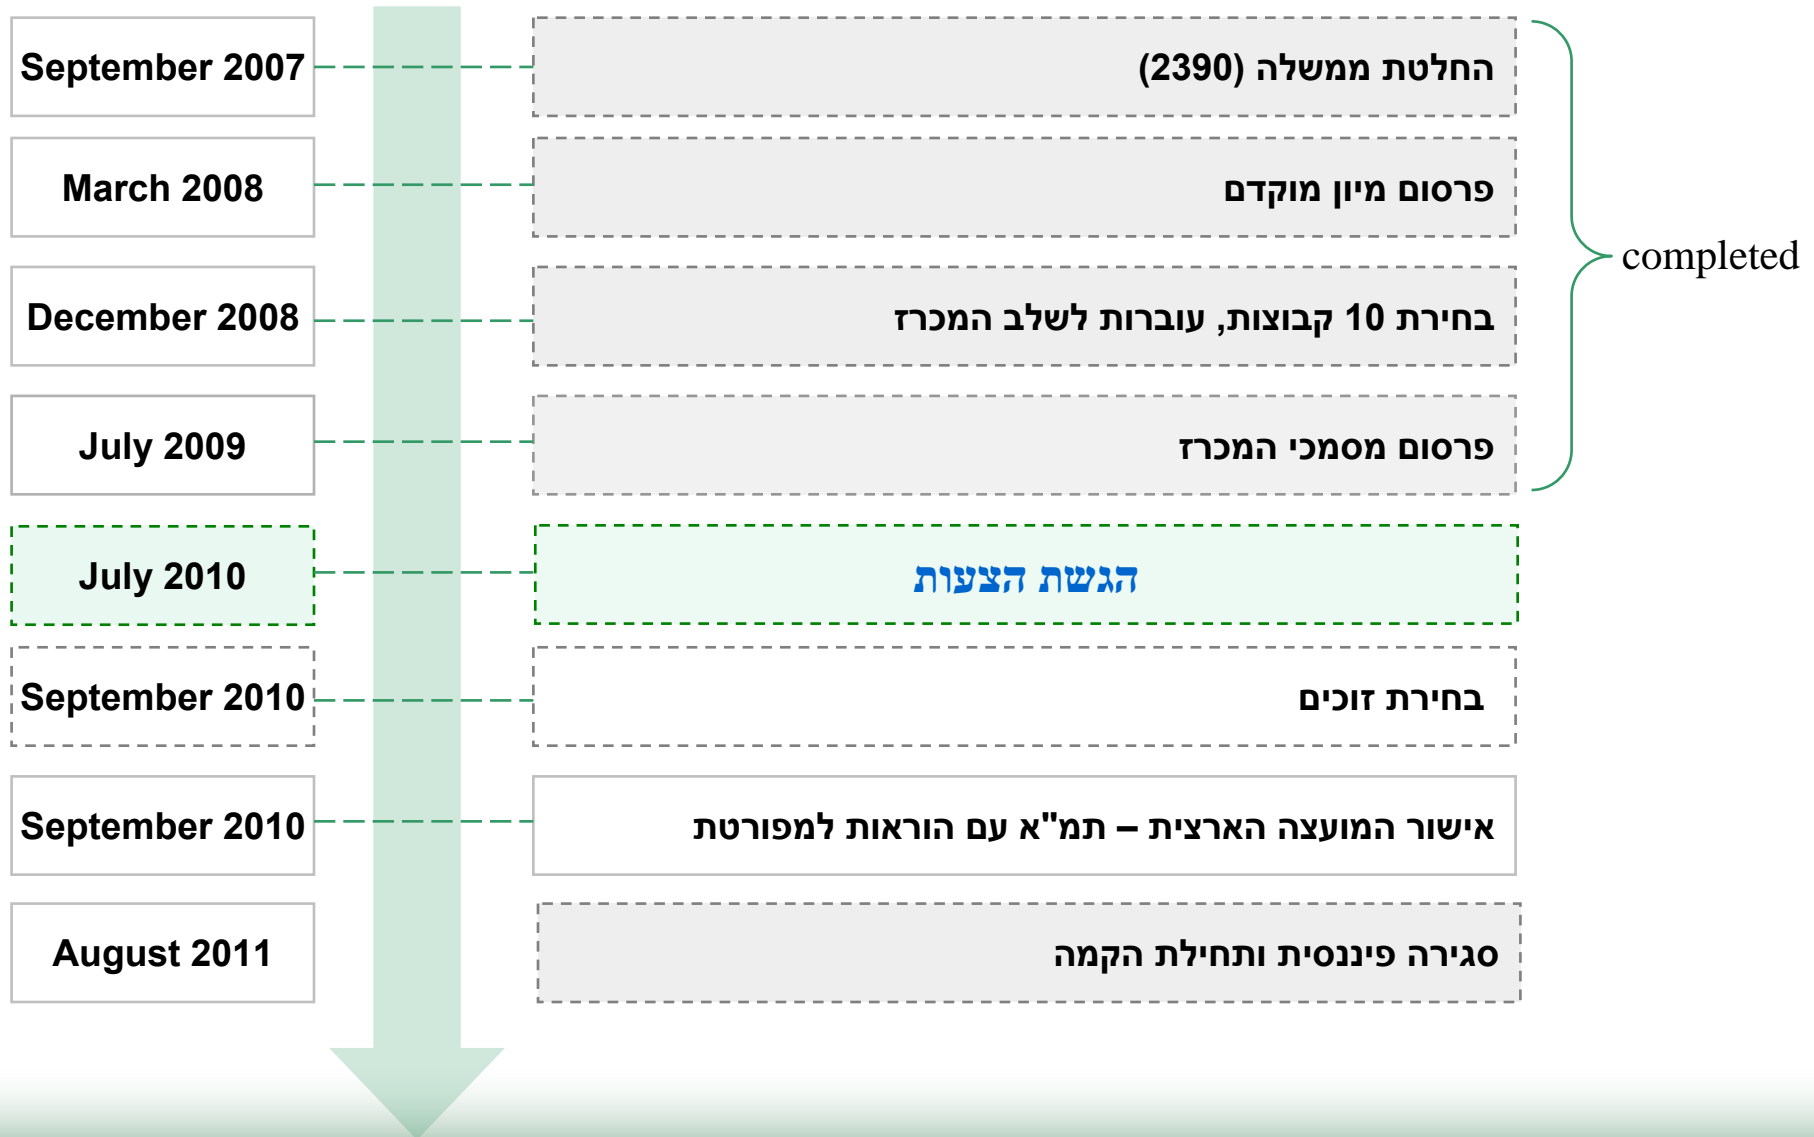 September 2007
החלטת ממשלה (2390)
March 2008
פרסום מיון מוקדם
completed
December 2008
בחירת 10 קבוצות, עוברות לשלב המכרז
July 2009
פרסום מסמכי המכרז
July 2010
הגשת הצעות
September 2010
בחירת זוכים
September 2010
אישור המועצה הארצית – תמ"א עם הוראות למפורטת
August 2011
סגירה פיננסית ותחילת הקמה